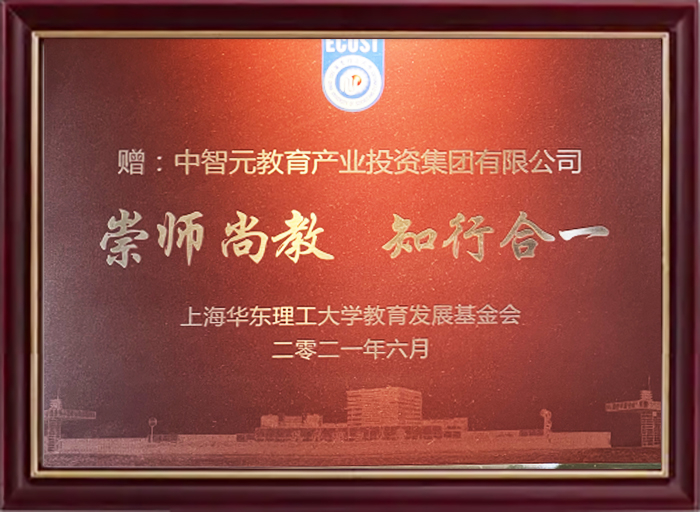 ECUST
赠：中智元教育产业投资集团有限公司
崇师尚教 知行合一
上海华东理工大学教育发展基金会
二零二一年六月